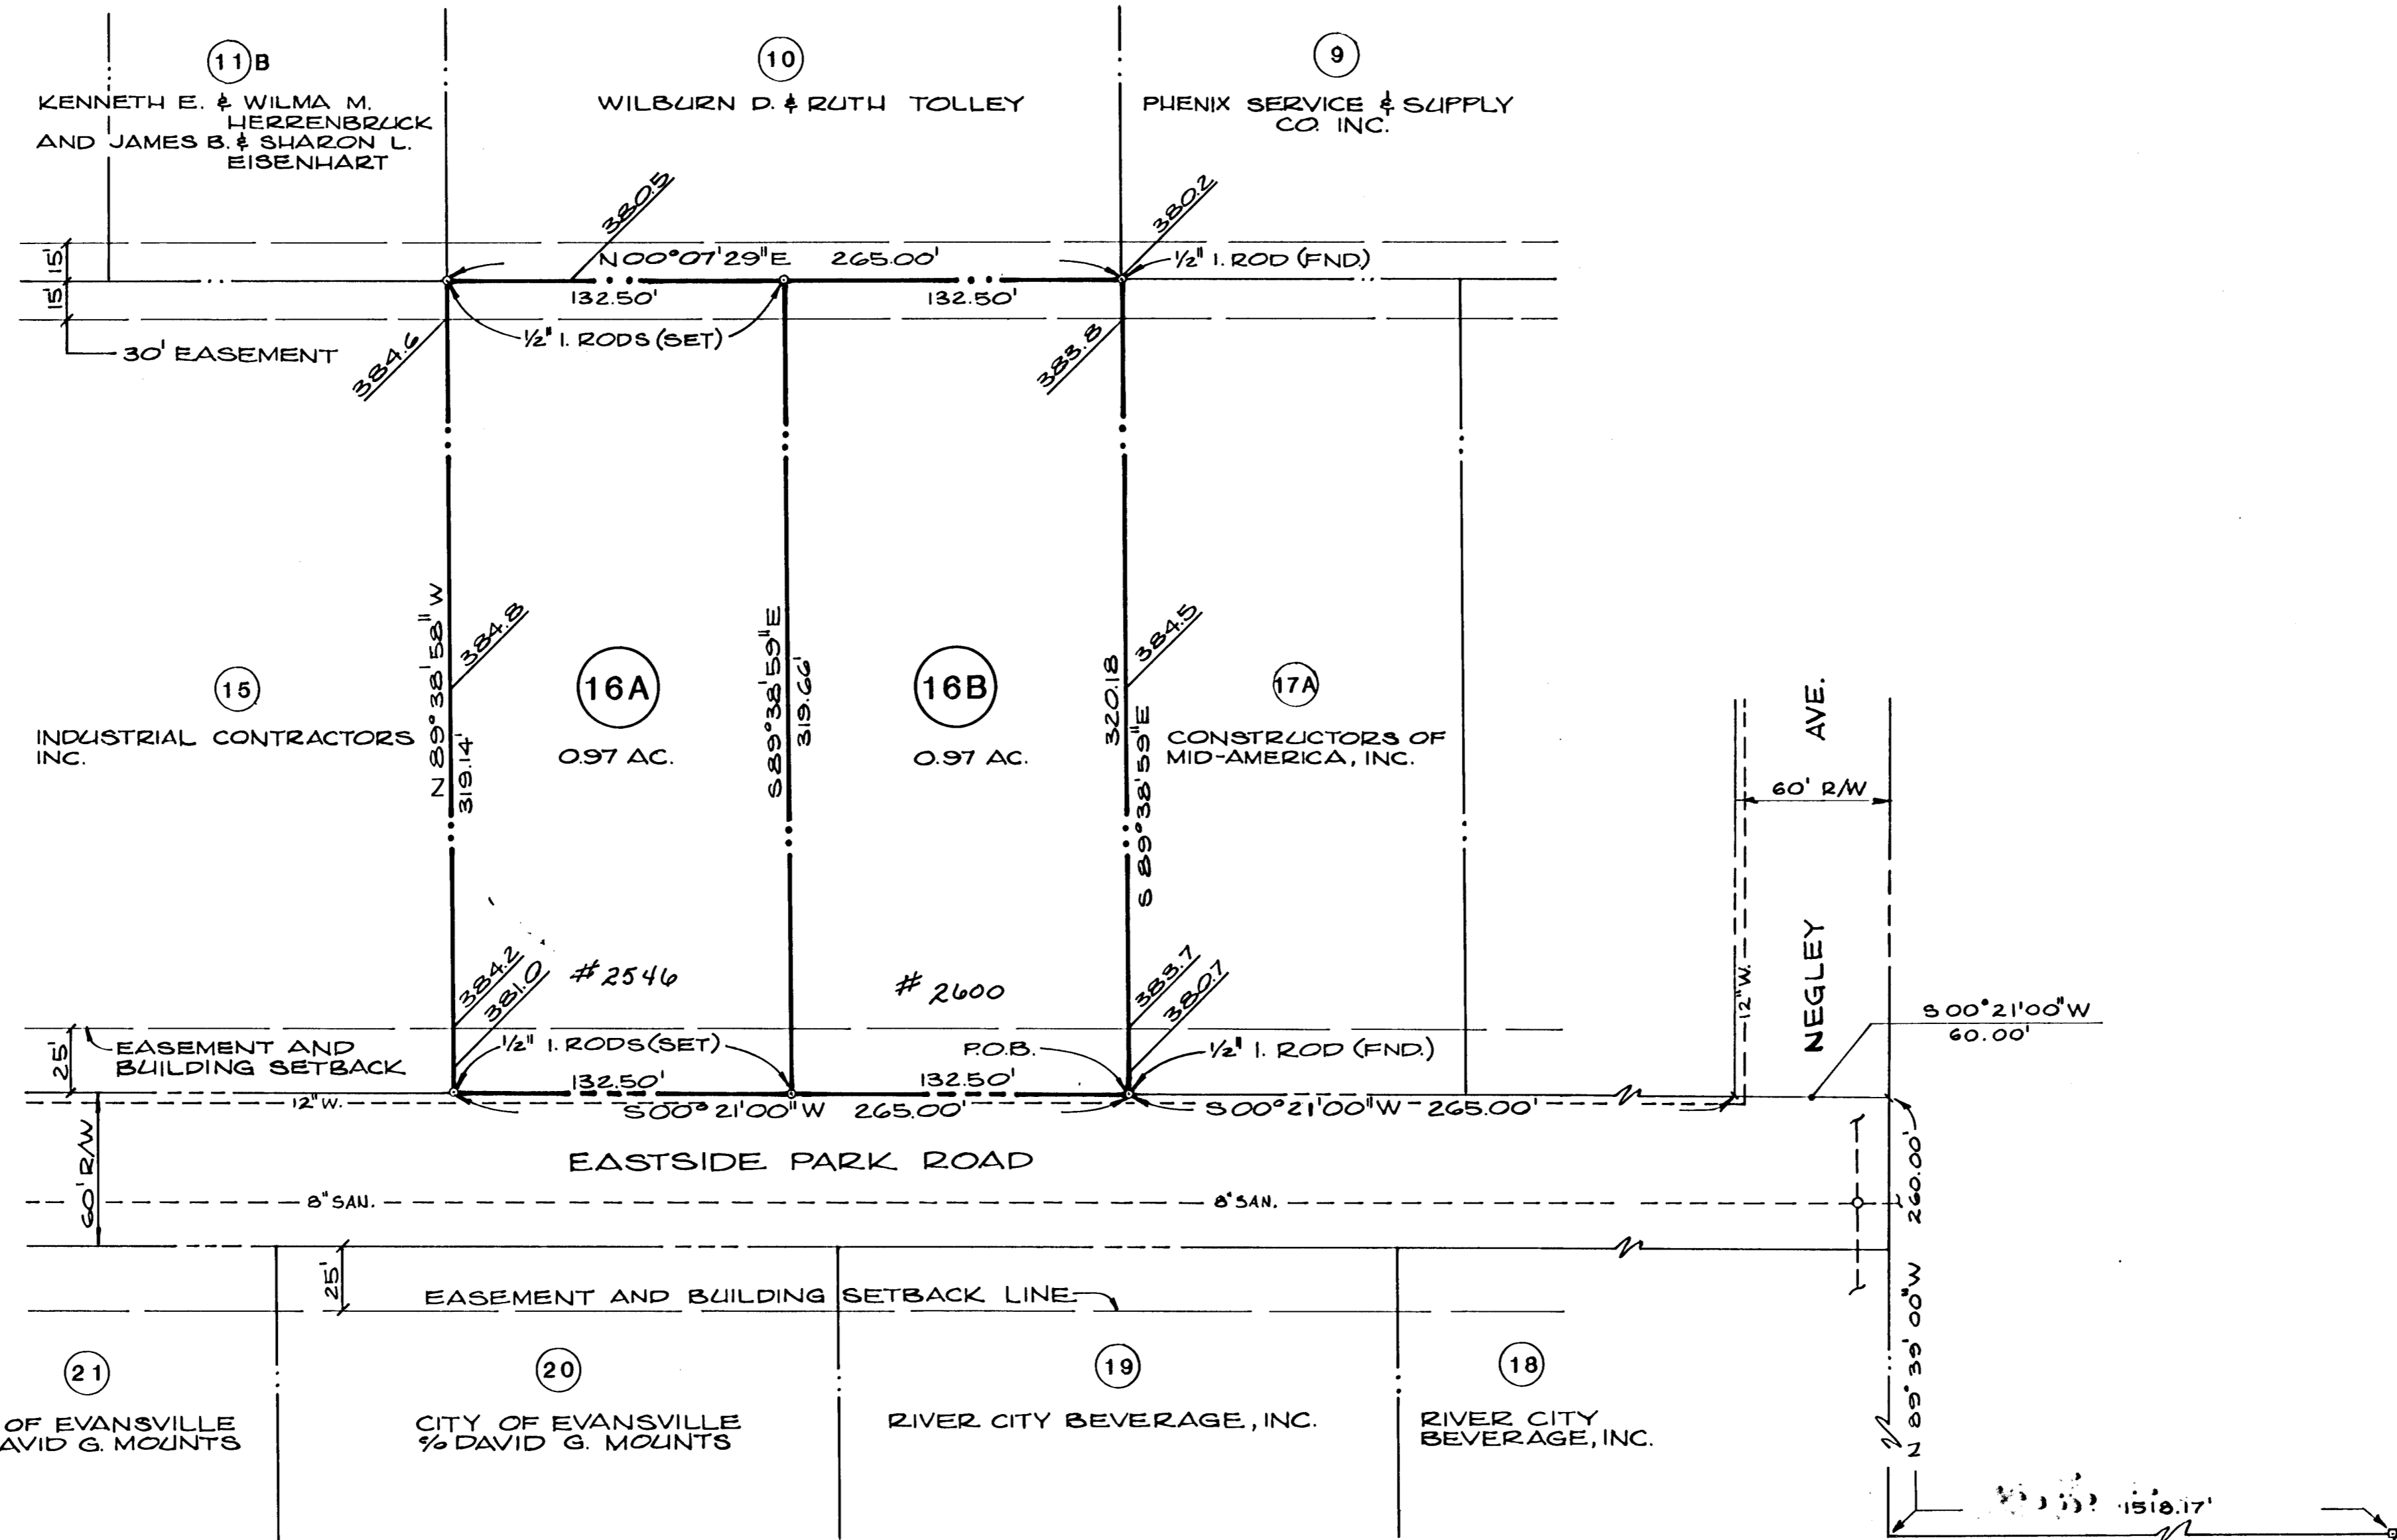 11 B
KENNETH E. & WILMA M.
HERRENBRUCK
AND JAMES B. & SHARON L.
EISENHART
10
WILBURN D. & RUTH TOLLEY
9
PHENIX SERVICE & SUPPLY
CO. INC.
380.5
380.2
15'
15'
N 00°07'29"E 265.00'
1/2" I. ROD (FND.)
132.50'
132.50'
1/2" I. RODS (SET)
30' EASEMENT
384.6
383.8
N 89°38'58" W
319.14'
384.8
S 89°38'59"E
319.66'
320.18
S 89°38'59"E
384.5
15
INDUSTRIAL CONTRACTORS
INC.
16A
0.97 AC.
16B
0.97 AC.
17A
CONSTRUCTORS OF
MID-AMERICA, INC.
NEGLEY AVE.
60' R/W
12" W.
S 00°21'00" W
60.00'
384.2
381.0
#2546
#2600
383.7
380.7
25'
EASEMENT AND
BUILDING SETBACK
1/2" I. RODS (SET)
P.O.B.
1/2" I. ROD (FND.)
132.50'
132.50'
12" W.
S 00°21'00" W 265.00'
S 00°21'00" W 265.00'
60' R/W
EASTSIDE PARK ROAD
8" SAN.
8" SAN.
260.00'
N 89°39'00" W
25'
EASEMENT AND BUILDING SETBACK LINE
21
OF EVANSVILLE
AVID G. MOUNTS
20
CITY OF EVANSVILLE
% DAVID G. MOUNTS
19
RIVER CITY BEVERAGE, INC.
18
RIVER CITY
BEVERAGE, INC.
1518.17'